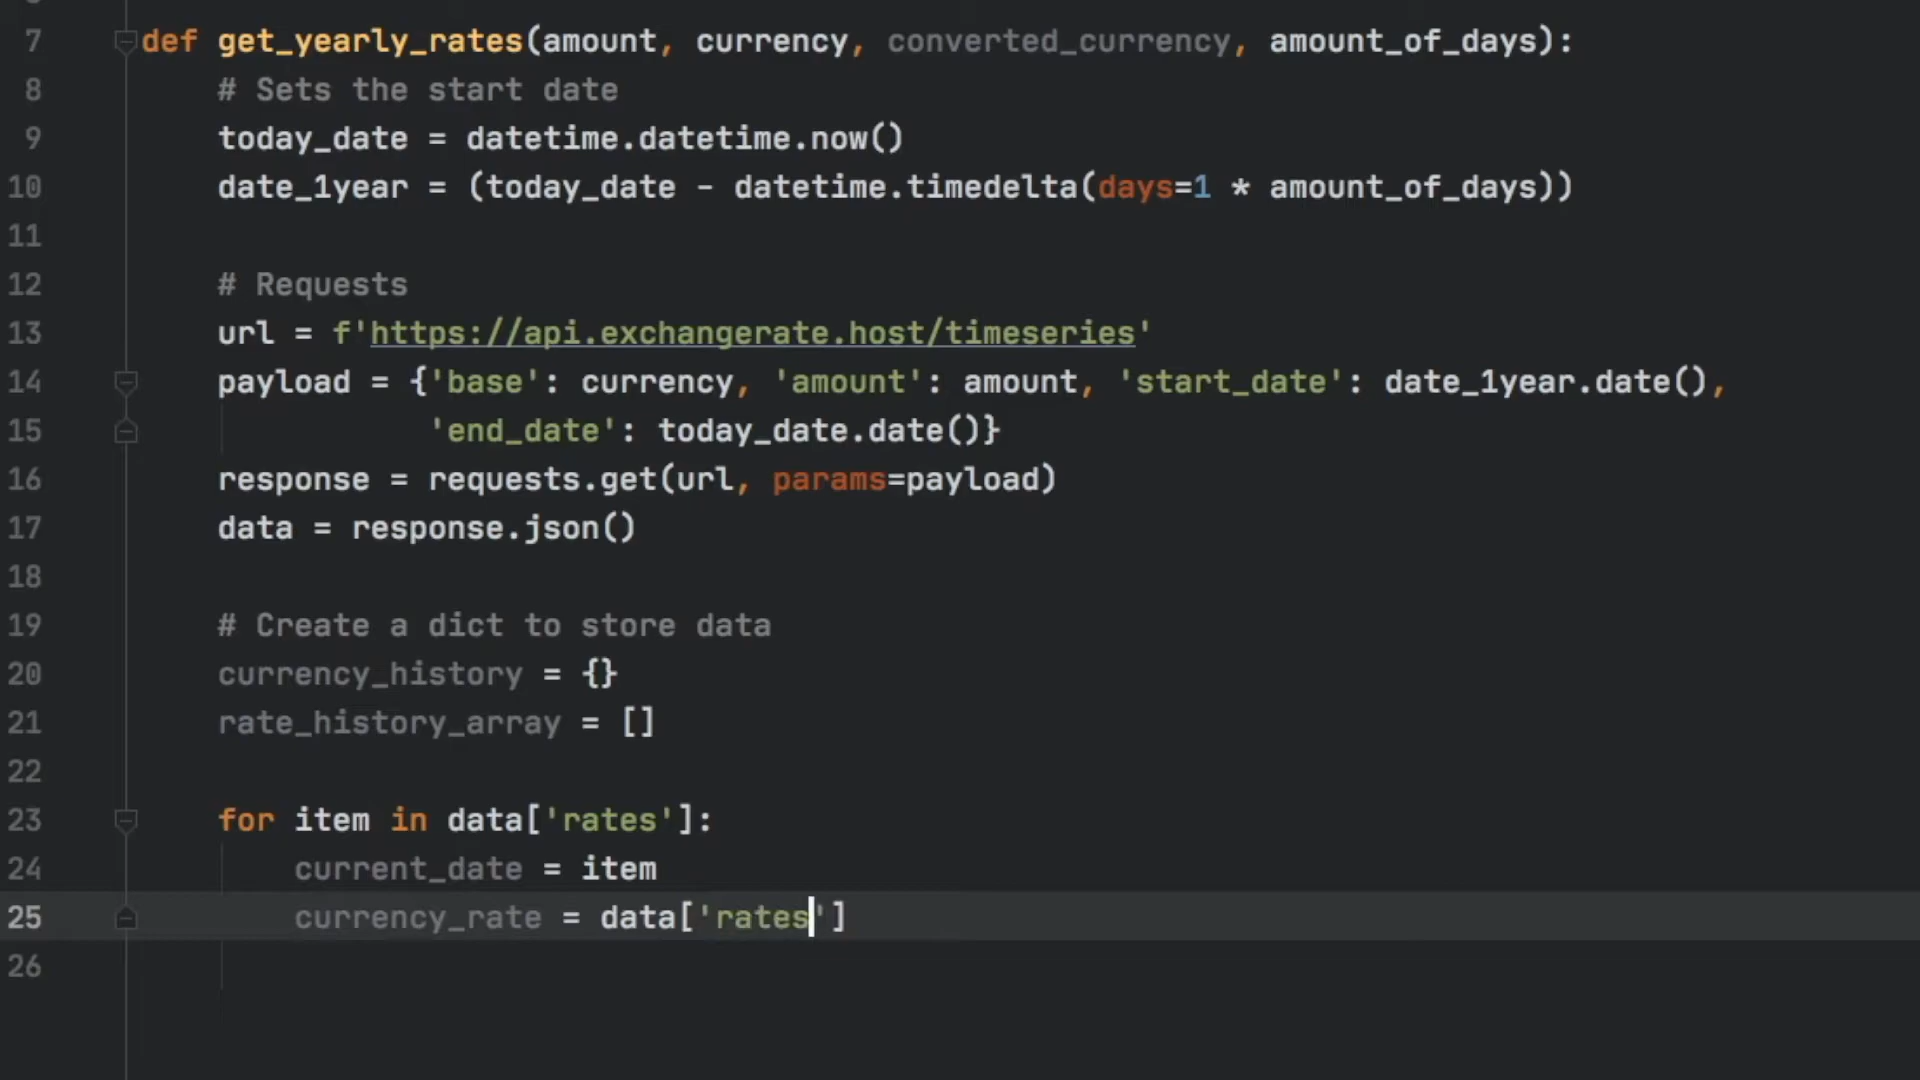 7 def get_yearly_rates(amount, currency, converted_currency, amount_of_days):
8 # Sets the start date
9 today_date = datetime.datetime.now()
10 date_1year = (today_date - datetime.timedelta(days=1 * amount_of_days))
11
12 # Requests
13 url = f'https://api.exchangerate.host/timeseries'
14 payload = {'base': currency, 'amount': amount, 'start_date': date_1year.date(),
15 'end_date': today_date.date()}
16 response = requests.get(url, params=payload)
17 data = response.json()
18
19 # Create a dict to store data
20 currency_history = {}
21 rate_history_array = []
22
23 for item in data['rates']:
24 current_date = item
25 currency_rate = data['rates']
26